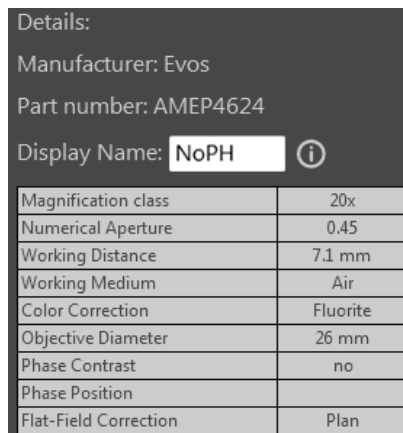 Details:
Manufacturer: Evos
Part number: AMEP4624
Display Name: NoPH i
Magnification class 20x
Numerical Aperture 0.45
Working Distance 7.1 mm
Working Medium Air
Color Correction Fluorite
Objective Diameter 26 mm
Phase Contrast no
Phase Position
Flat-Field Correction Plan